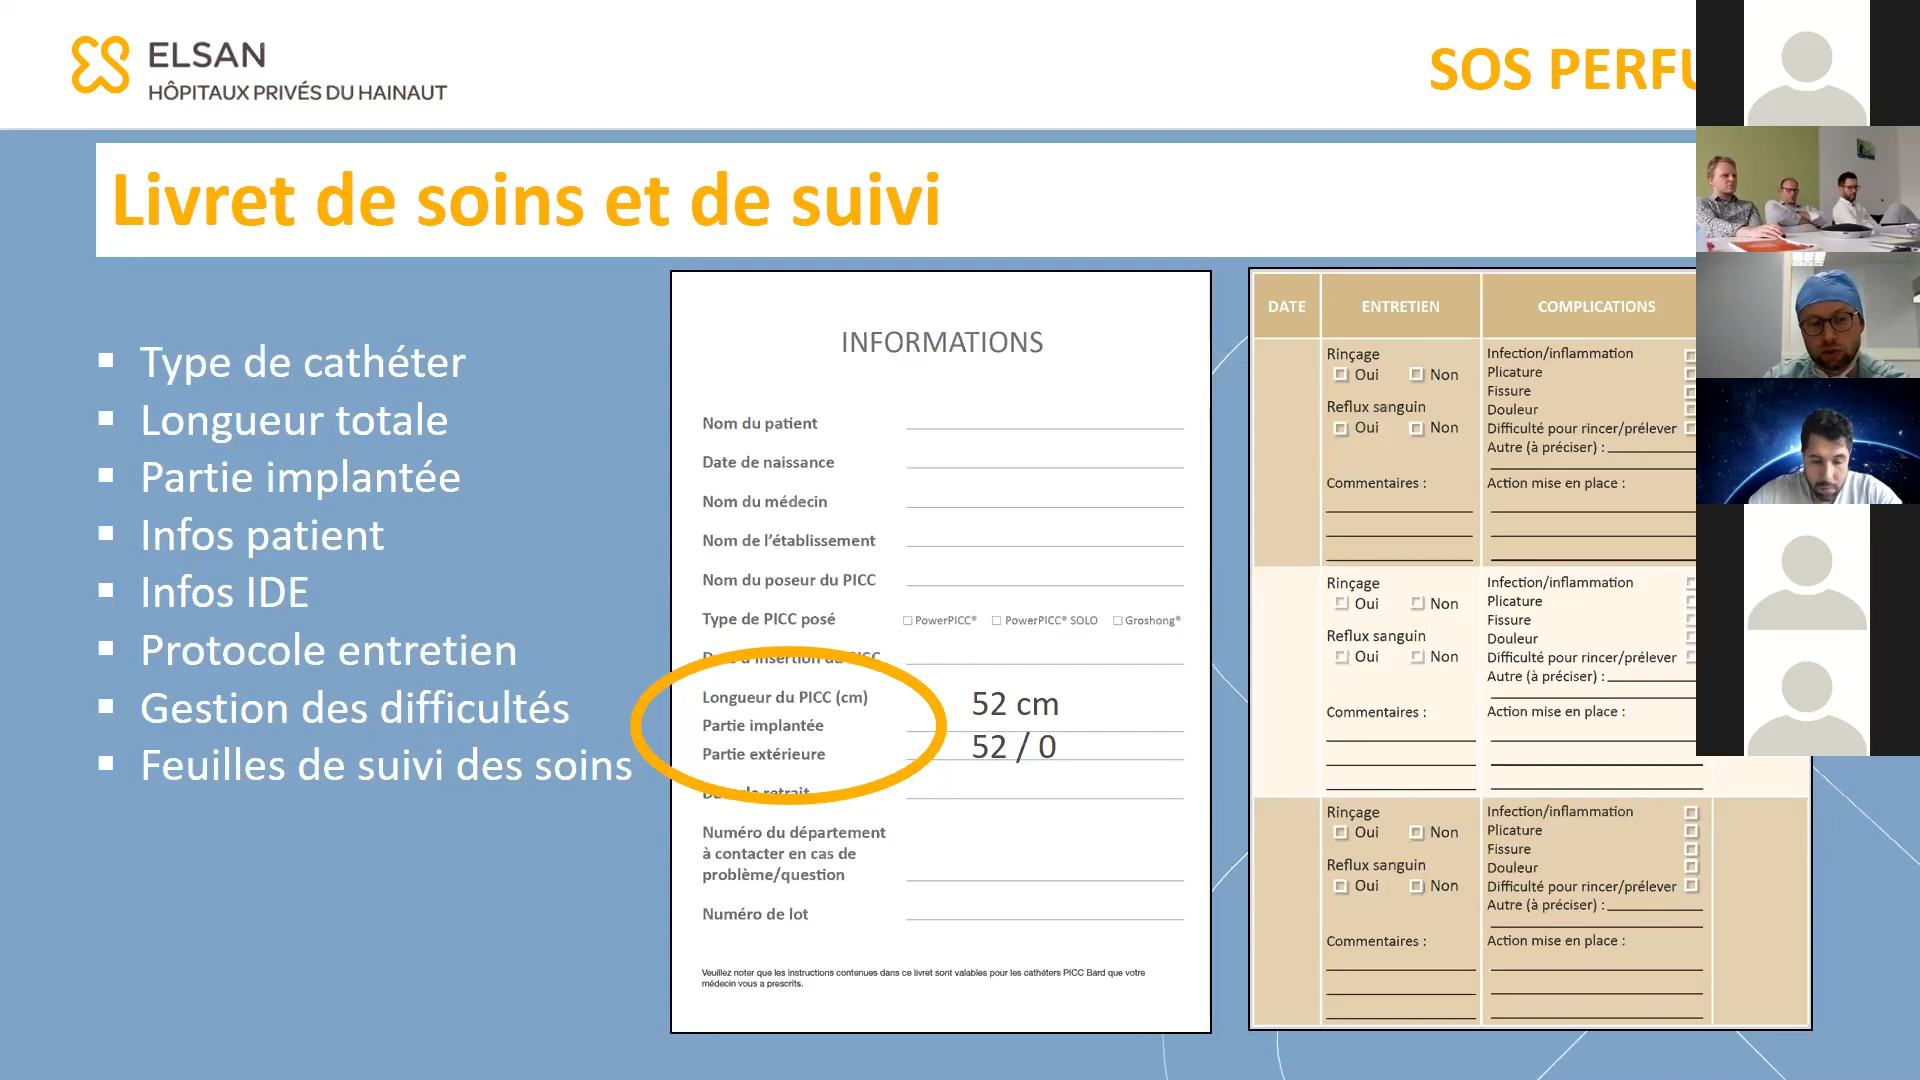 ELSAN
HÔPITAUX PRIVÉS DU HAINAUT
SOS
Livret de soins et de suivi
Type de cathéter
Longueur totale
Partie implantée
Infos patient
Infos IDE
Protocole entretien
Gestion des difficultés
Feuilles de suivi des soins
INFORMATIONS
Nom du patient
Date de naissance
Nom du médecin
Nom de l'établissement
Nom du poseur du PICC
Type de PICC posé PowerPICC® PowerPICC® SOLO Groshong®
Date d'insertion du PICC
Longueur du PICC (cm) 52 cm
Partie implantée
Partie extérieure 52 / 0
Date de retrait
Numéro du département
à contacter en cas de
problème/question
Numéro de lot
Veuillez noter que les instructions contenues dans ce livret sont valables pour les cathéters PICC Bard que votre
médecin vous a prescrits.
DATE ENTRETIEN COMPLICATIONS
Rinçage
Oui Non
Reflux sanguin
Oui Non
Commentaires :
Infection/inflammation
Plicature
Fissure
Douleur
Difficulté pour rincer/prélever
Autre (à préciser) :
Action mise en place :
Rinçage
Oui Non
Reflux sanguin
Oui Non
Commentaires :
Infection/inflammation
Plicature
Fissure
Douleur
Difficulté pour rincer/prélever
Autre (à préciser) :
Action mise en place :
Rinçage
Oui Non
Reflux sanguin
Oui Non
Commentaires :
Infection/inflammation
Plicature
Fissure
Douleur
Difficulté pour rincer/prélever
Autre (à préciser) :
Action mise en place :